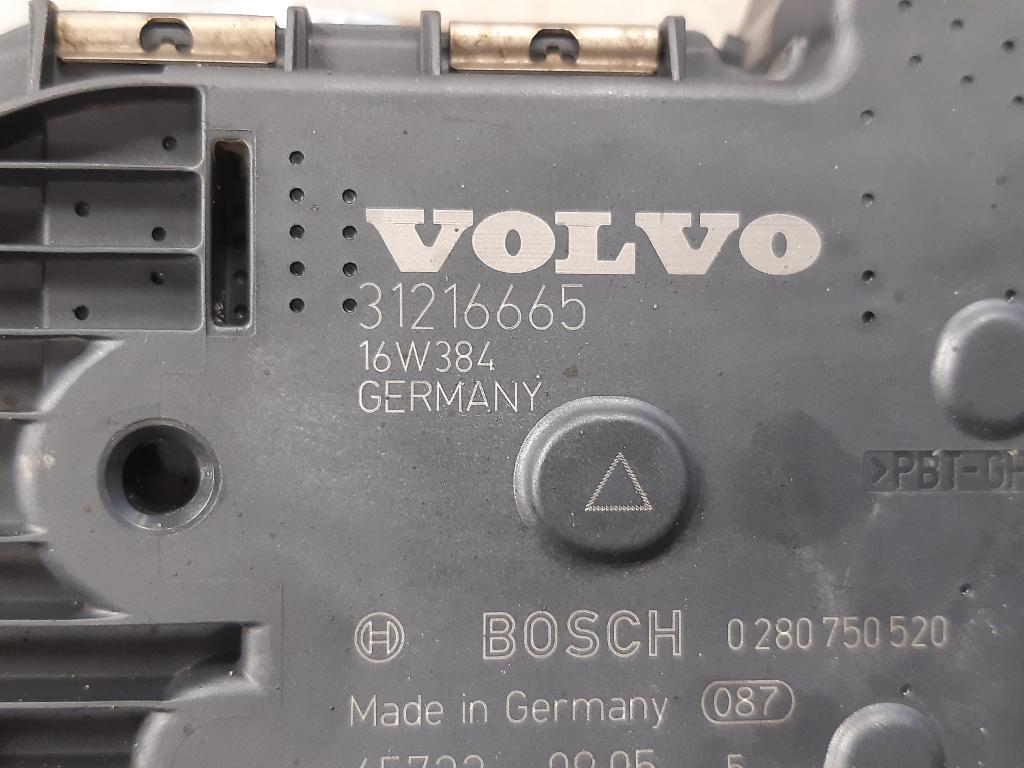 VOLVO
31216665
16W384
GERMANY
>PBT-G
BOSCH 0 280 750 520
Made in Germany 087